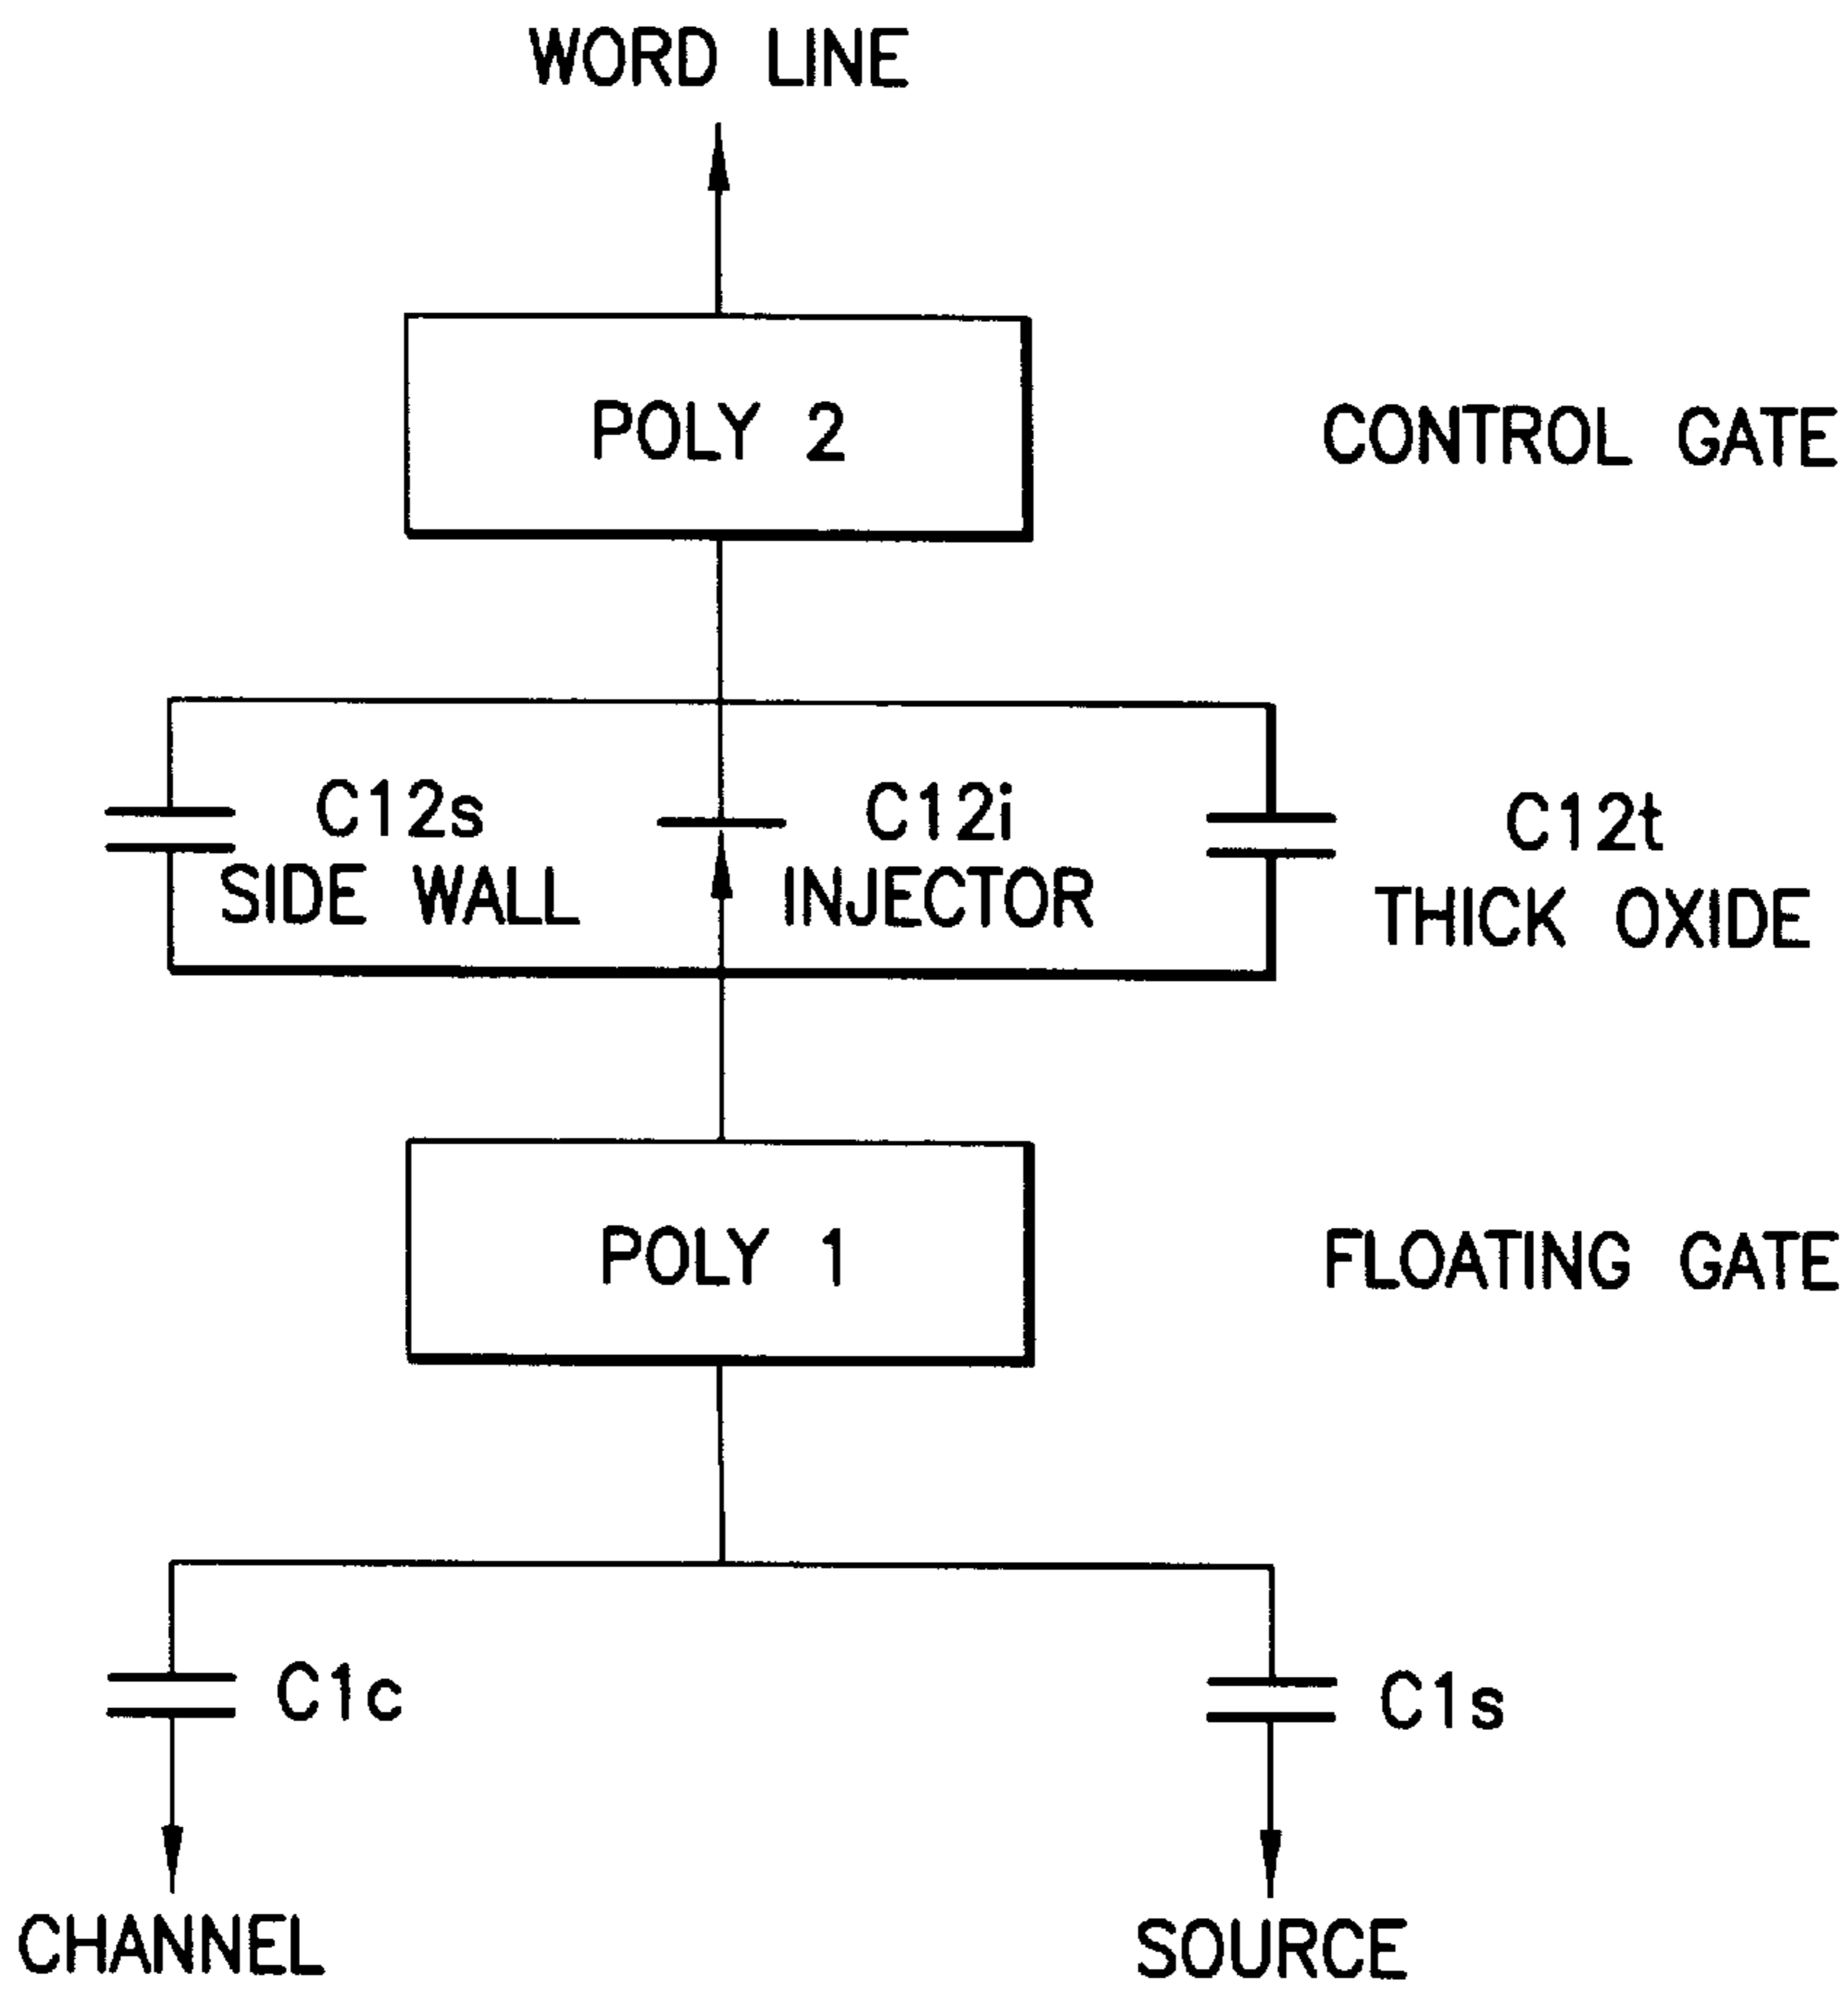 WORD LINE
POLY 2
CONTROL GATE
C12s
SIDE WALL
C12i
INJECTOR
C12t
THICK OXIDE
POLY 1
FLOATING GATE
C1c
C1s
CHANNEL
SOURCE